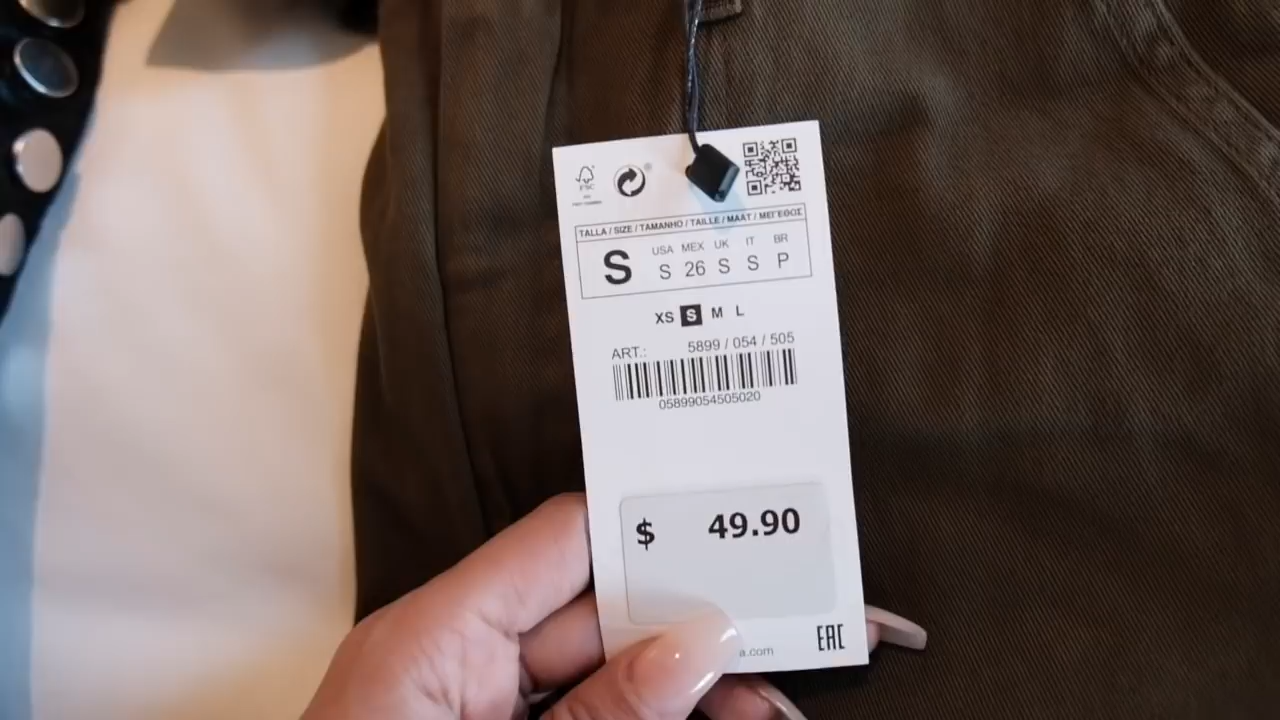 FSC
TALLA / SIZE / TAMANHO / TAILLE / MAAT / ΜΕΓΕΘΟΣ
S
USA MEX UK IT BR
S 26 S S P
XS S M L
ART.: 5899 / 054 / 505
05899054505020
$ 49.90
a.com
EAC